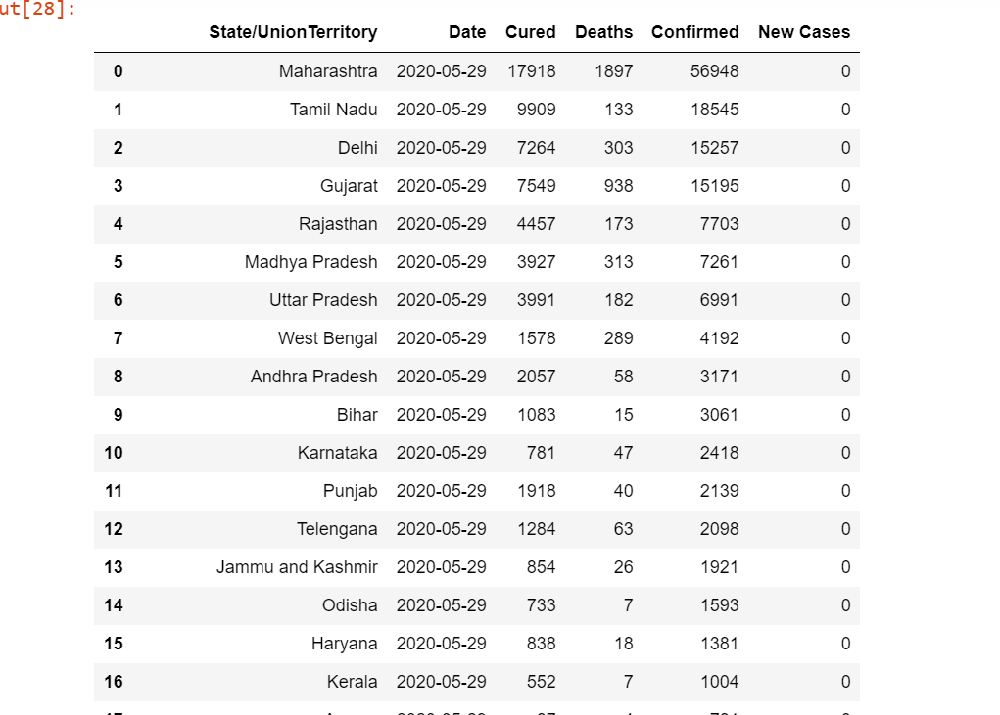 ut[28]:
State/UnionTerritory Date Cured Deaths Confirmed New Cases
0 Maharashtra 2020-05-29 17918 1897 56948 0
1 Tamil Nadu 2020-05-29 9909 133 18545 0
2 Delhi 2020-05-29 7264 303 15257 0
3 Gujarat 2020-05-29 7549 938 15195 0
4 Rajasthan 2020-05-29 4457 173 7703 0
5 Madhya Pradesh 2020-05-29 3927 313 7261 0
6 Uttar Pradesh 2020-05-29 3991 182 6991 0
7 West Bengal 2020-05-29 1578 289 4192 0
8 Andhra Pradesh 2020-05-29 2057 58 3171 0
9 Bihar 2020-05-29 1083 15 3061 0
10 Karnataka 2020-05-29 781 47 2418 0
11 Punjab 2020-05-29 1918 40 2139 0
12 Telengana 2020-05-29 1284 63 2098 0
13 Jammu and Kashmir 2020-05-29 854 26 1921 0
14 Odisha 2020-05-29 733 7 1593 0
15 Haryana 2020-05-29 838 18 1381 0
16 Kerala 2020-05-29 552 7 1004 0